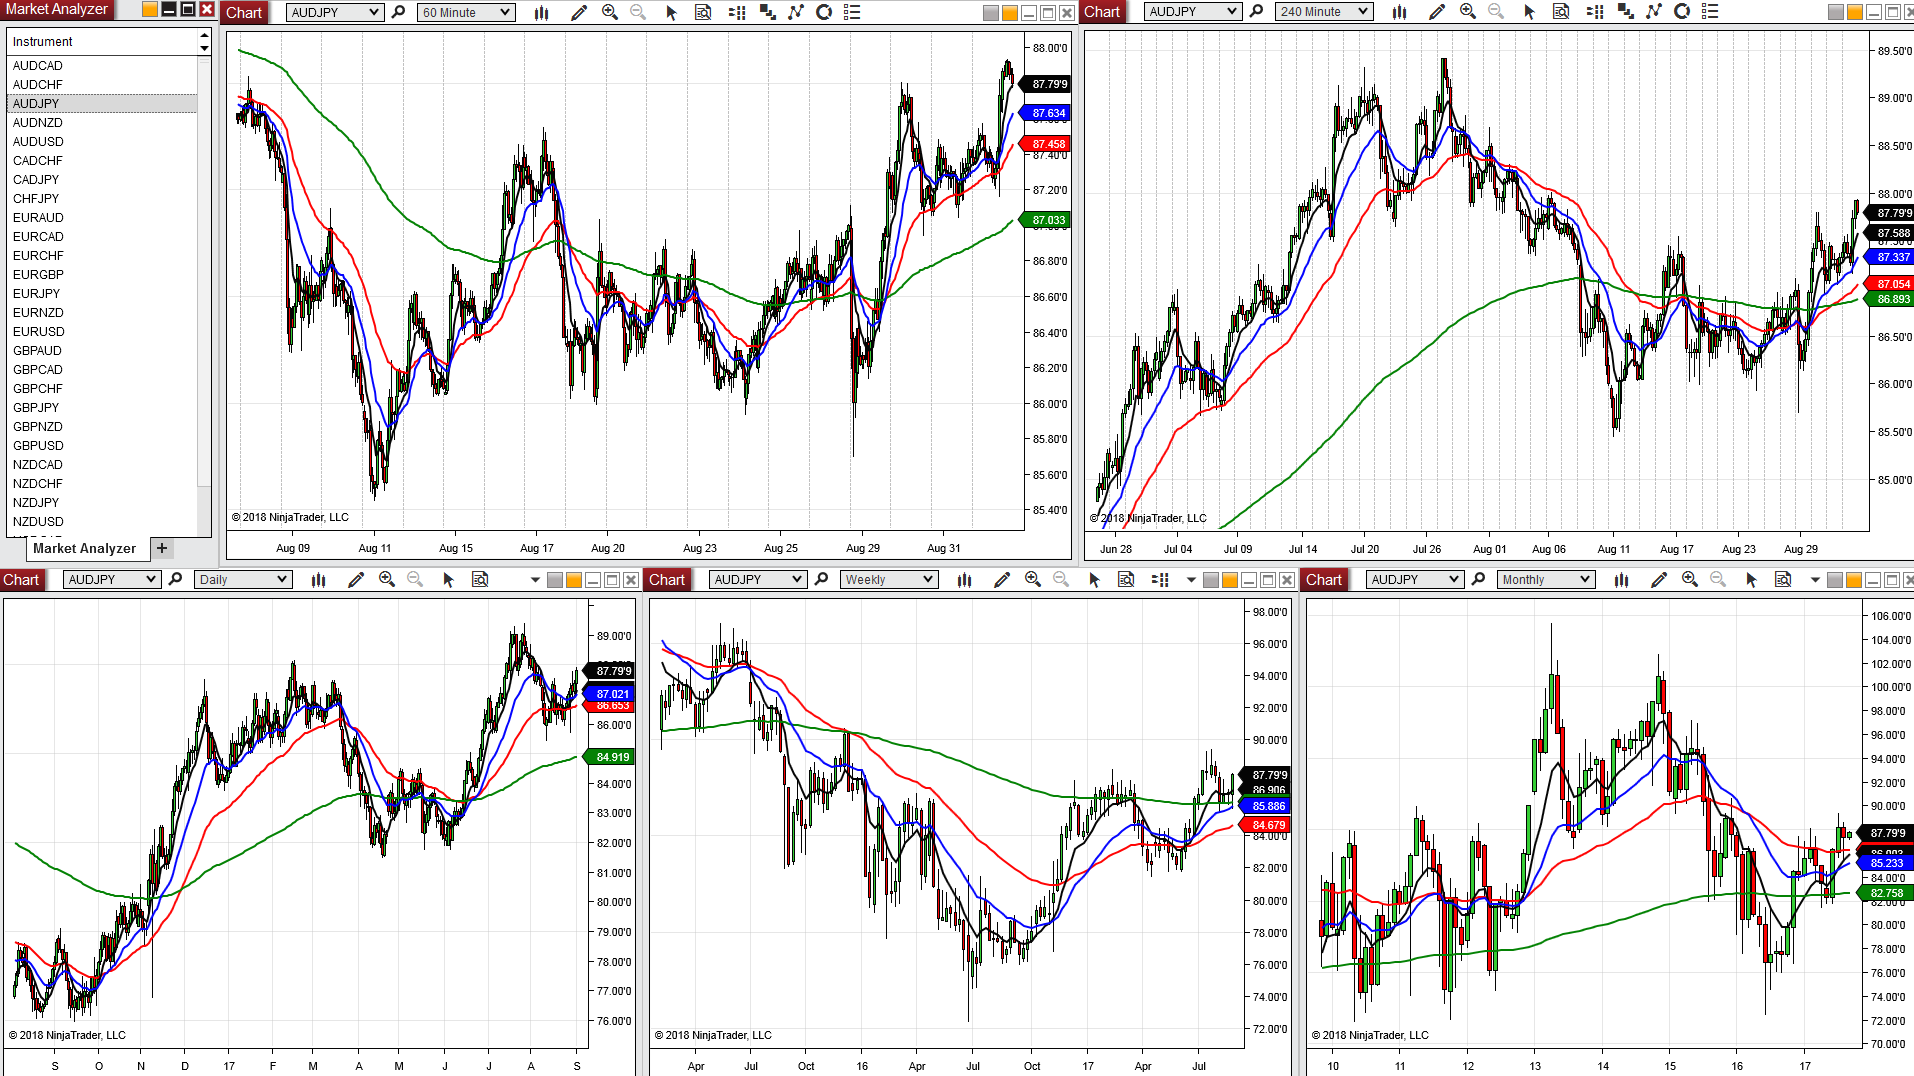 Market Analyzer
Instrument
AUDCAD
AUDCHF
AUDJPY
AUDNZD
AUDUSD
CADCHF
CADJPY
CHFJPY
EURAUD
EURCAD
EURCHF
EURGBP
EURJPY
EURNZD
EURUSD
GBPAUD
GBPCAD
GBPCHF
GBPJPY
GBPNZD
GBPUSD
NZDCAD
NZDCHF
NZDJPY
NZDUSD
Market Analyzer +
Chart AUDJPY 60 Minute
88.00'0
87.79'9
87.634
87.458
87.40'0
87.20'0
87.033
86.80'0
86.60'0
86.40'0
86.20'0
86.00'0
85.80'0
85.60'0
85.40'0
© 2018 NinjaTrader, LLC
Aug 09 Aug 11 Aug 15 Aug 17 Aug 20 Aug 23 Aug 25 Aug 29 Aug 31
Chart AUDJPY 240 Minute
89.50'0
89.00'0
88.50'0
88.00'0
87.79'9
87.588
87.337
87.054
86.893
86.50'0
86.00'0
85.50'0
85.00'0
© 2018 NinjaTrader, LLC
Jun 28 Jul 04 Jul 09 Jul 14 Jul 20 Jul 26 Aug 01 Aug 06 Aug 11 Aug 17 Aug 23 Aug 29
Chart AUDJPY Daily
89.00'0
87.79'9
87.021
86.653
86.00'0
84.919
84.00'0
83.00'0
82.00'0
81.00'0
80.00'0
79.00'0
78.00'0
77.00'0
76.00'0
© 2018 NinjaTrader, LLC
S O N D 17 F M A M J J A S
Chart AUDJPY Weekly
98.00'0
96.00'0
94.00'0
92.00'0
90.00'0
87.79'9
86.906
85.886
84.679
84.00'0
82.00'0
80.00'0
78.00'0
76.00'0
74.00'0
72.00'0
© 2018 NinjaTrader, LLC
Apr Jul Oct 16 Apr Jul Oct 17 Apr Jul
Chart AUDJPY Monthly
106.00'0
104.00'0
102.00'0
100.00'0
98.00'0
96.00'0
94.00'0
92.00'0
90.00'0
87.79'9
85.233
84.00'0
82.758
82.00'0
80.00'0
78.00'0
76.00'0
74.00'0
72.00'0
70.00'0
© 2018 NinjaTrader, LLC
10 11 12 13 14 15 16 17